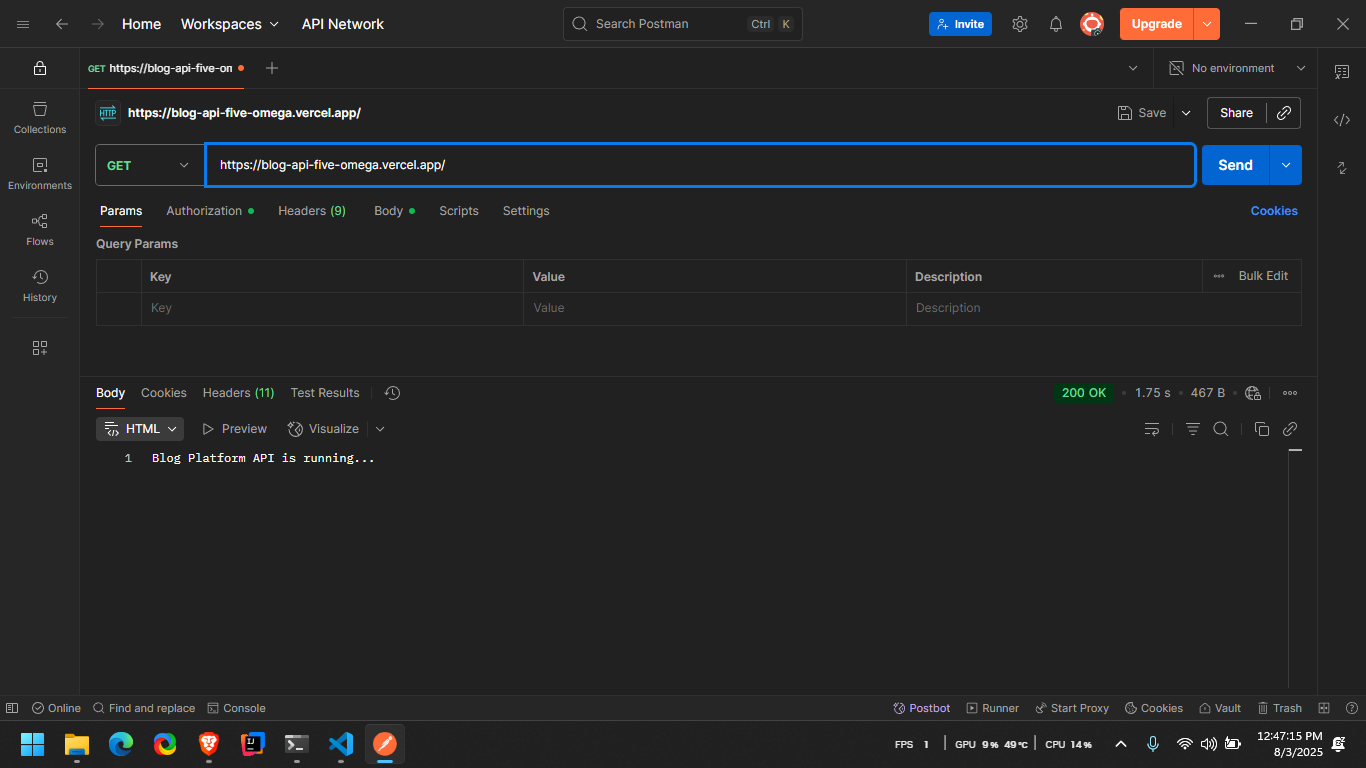 Home Workspaces API Network Search Postman Ctrl K Invite Upgrade
GET https://blog-api-five-on No environment
HTTP https://blog-api-five-omega.vercel.app/ Save Share
Collections
GET https://blog-api-five-omega.vercel.app/ Send
Environments
Params Authorization Headers (9) Body Scripts Settings Cookies
Flows
Query Params
Key Value Description Bulk Edit
History
Key Value Description
Body Cookies Headers (11) Test Results 200 OK 1.75 s 467 B
HTML Preview Visualize
1 Blog Platform API is running...
Online Find and replace Console Postbot Runner Start Proxy Cookies Vault Trash
FPS 1 GPU 9% 49°C CPU 14% 12:47:15 PM
8/3/2025